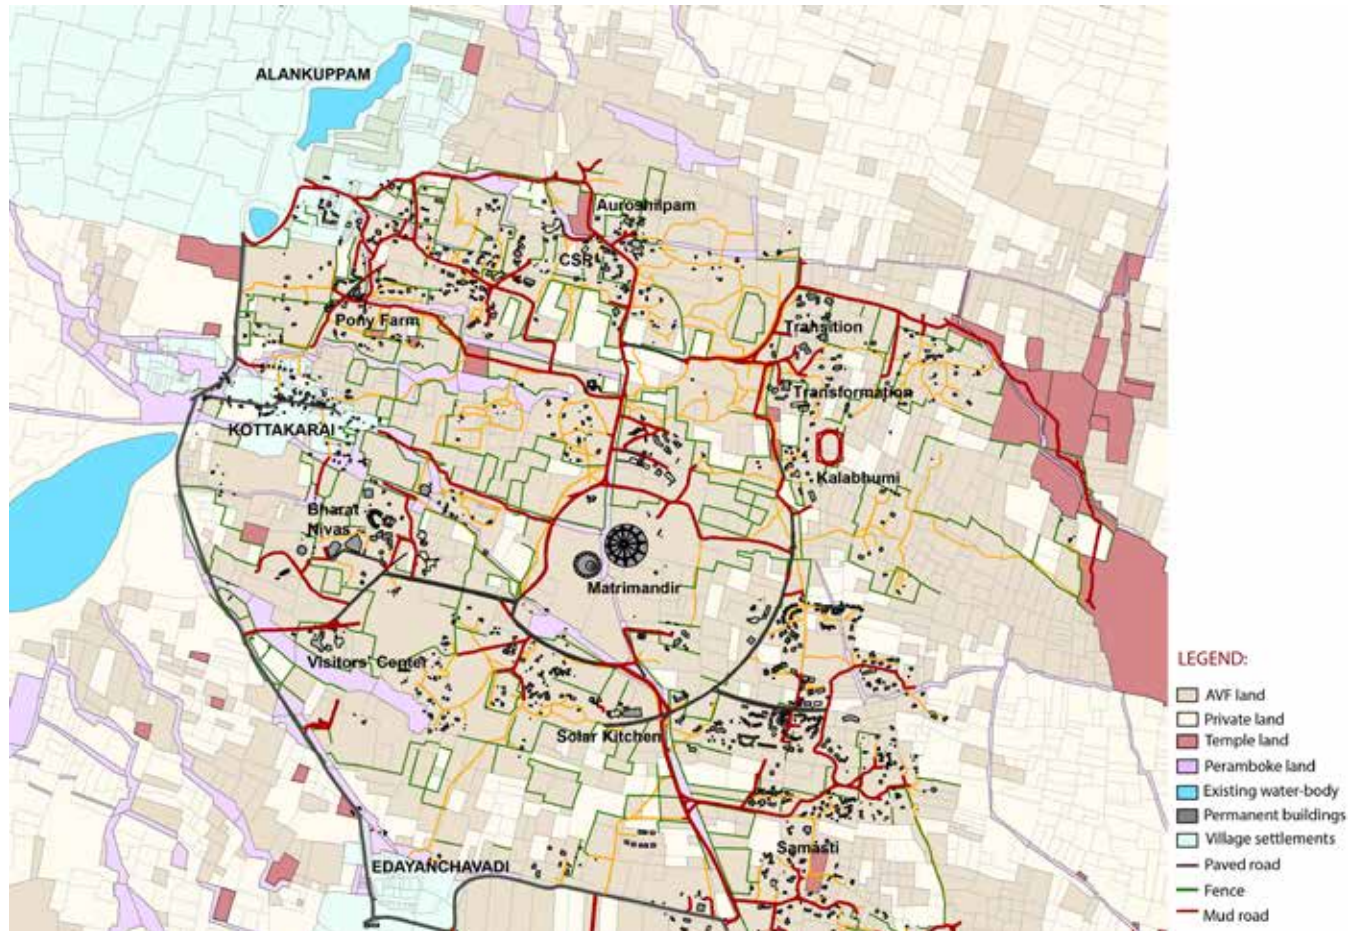 ALANKUPPAM
Auroshilpam
CSR
Pony Farm
Transition
Transformation
KOTTAKARAI
Kalabhumi
Bharat
Nivas
Matrimandir
Visitors' Center
Solar Kitchen
Samasti
EDAYANCHAVADI
LEGEND:
AVF land
Private land
Temple land
Peramboke land
Existing water-body
Permanent buildings
Village settlements
Paved road
Fence
Mud road